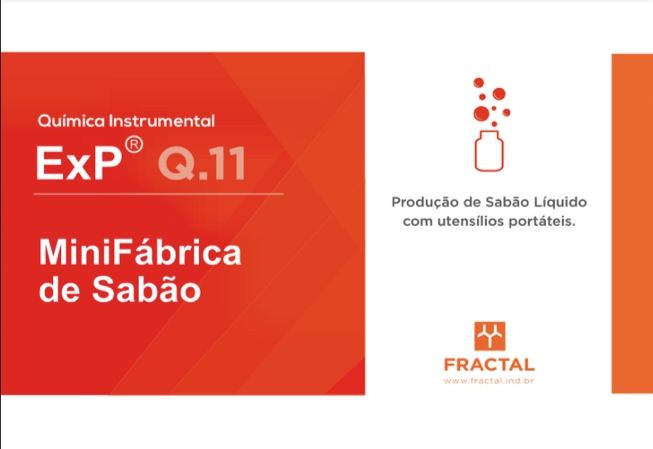 Química Instrumental
ExP® Q.11
MiniFábrica
de Sabão
Produção de Sabão Líquido
com utensílios portáteis.
FRACTAL
www.fractal.ind.br